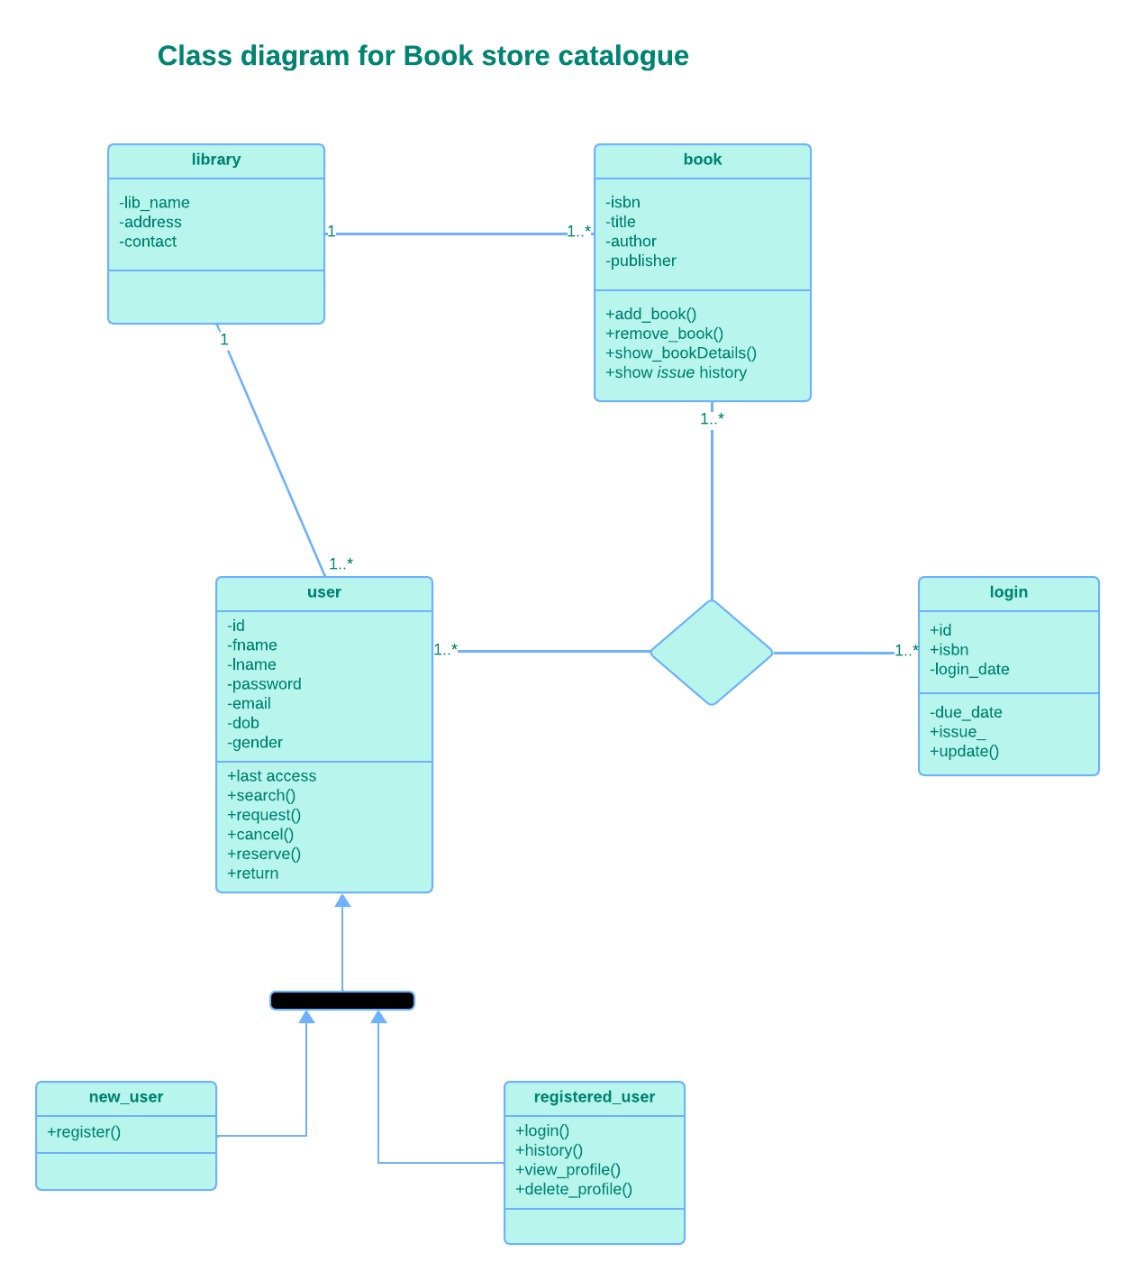 Class diagram for Book store catalogue
library
-lib_name
-address
-contact
1
1..*
book
-isbn
-title
-author
-publisher
+add_book()
+remove_book()
+show_bookDetails()
+show issue history
1
1..*
1..*
user
-id
-fname
-lname
-password
-email
-dob
-gender
+last access
+search()
+request()
+cancel()
+reserve()
+return
1..*
1..*
login
+id
+isbn
-login_date
-due_date
+issue_
+update()
new_user
+register()
registered_user
+login()
+history()
+view_profile()
+delete_profile()